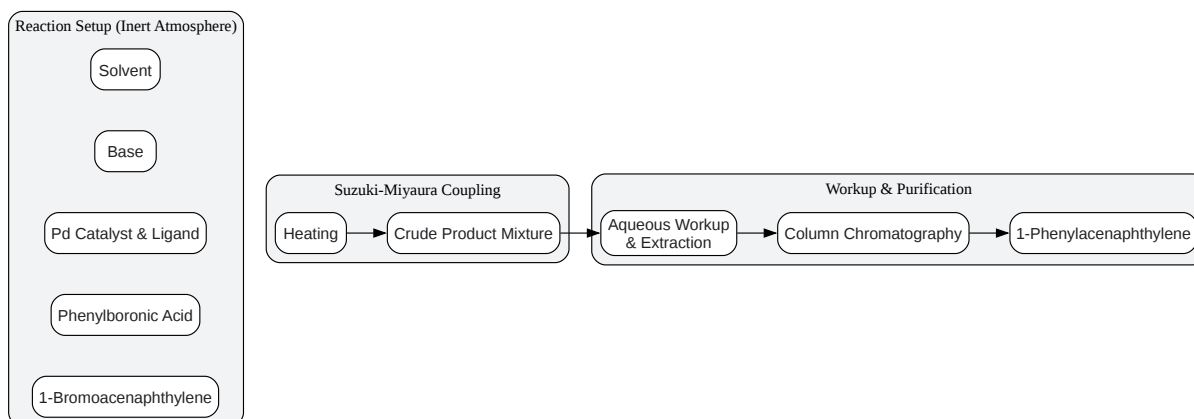 Reaction Setup (Inert Atmosphere)
Solvent
Base
Pd Catalyst & Ligand
Phenylboronic Acid
1-Bromoacenaphthylene
Suzuki-Miyaura Coupling
Heating
Crude Product Mixture
Workup & Purification
Aqueous Workup
& Extraction
Column Chromatography
1-Phenylacenaphthylene